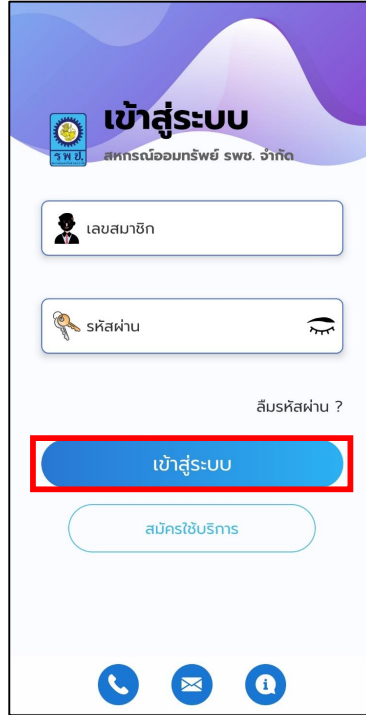 เข้าสู่ระบบ
รพช.
สหกรณ์ออมทรัพย์ รพช. จำกัด
เลขสมาชิก
รหัสผ่าน
ลืมรหัสผ่าน ?
เข้าสู่ระบบ
สมัครใช้บริการ